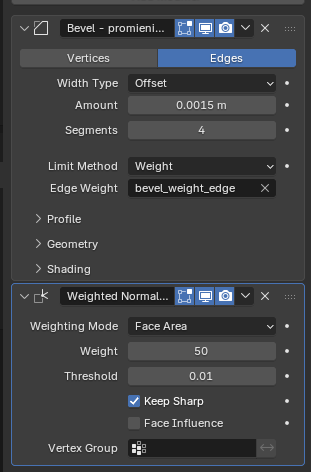 Bevel - promieni...
Vertices Edges
Width Type Offset
Amount 0.0015 m
Segments 4
Limit Method Weight
Edge Weight bevel_weight_edge
Profile
Geometry
Shading
Weighted Normal...
Weighting Mode Face Area
Weight 50
Threshold 0.01
Keep Sharp
Face Influence
Vertex Group